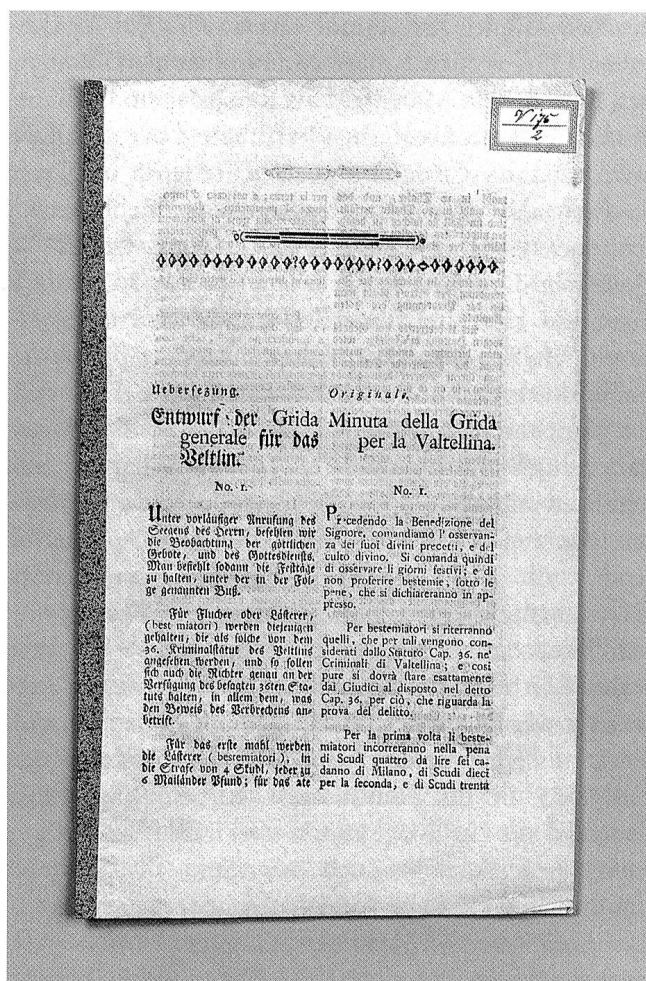 V 175
2
Uebersezung.
Entwurf der Grida
generale für das
Veltlin.
No. 1.
Unter vorläufiger Anrufung des
Seegens des Herrn, befehlen wir
die Beobachtung der göttlichen
Gebote, und des Gottesdiensts.
Man befiehlt sodann die Festtäge
zu halten, unter der in der Fol-
ge genannten Buß.
Für Flucher oder Lästerer,
(best miatori) werden diejenigen
gehalten, die als solche von dem
36. Kriminalstatut des Veltlins
angesehen werden, und so sollen
sich auch die Richter genau an der
Verfügung des besagten 36sten Sta-
tuts halten, in allem dem, was
den Beweis des Verbrechens an-
betrift.
Für das erste mahl werden
die Lästerer (bestemiatori), in
die Strafe von 4 Skudi, jeder zu
6 Mailänder Pfund; für das 2te
Originale.
Minuta della Grida
per la Valtellina.
No. 1.
Precedendo la Benedizione del
Signore, comandiamo l' osservan-
za dei suoi divini precetti, e del
culto divino. Si comanda quindi
di osservare li giorni festivi; e di
non proferire bestemie, sotto le
pene, che si dichiareranno in ap-
presso.
Per bestemiatori si riterranno
quelli, che per tali vengono con-
siderati dallo Statuto Cap. 36. ne'
Criminali di Valtellina; e cosi
pure si dovrà stare esattamente
dai Giudici al disposto nel detto
Cap. 36. per ciò, che riguarda la
prova del delitto.
Per la prima volta li beste-
miatori incorreranno nella pena
di Scudi quattro da lire sei ca-
danno di Milano, di Scudi dieci
per la seconda, e di Scudi trenta